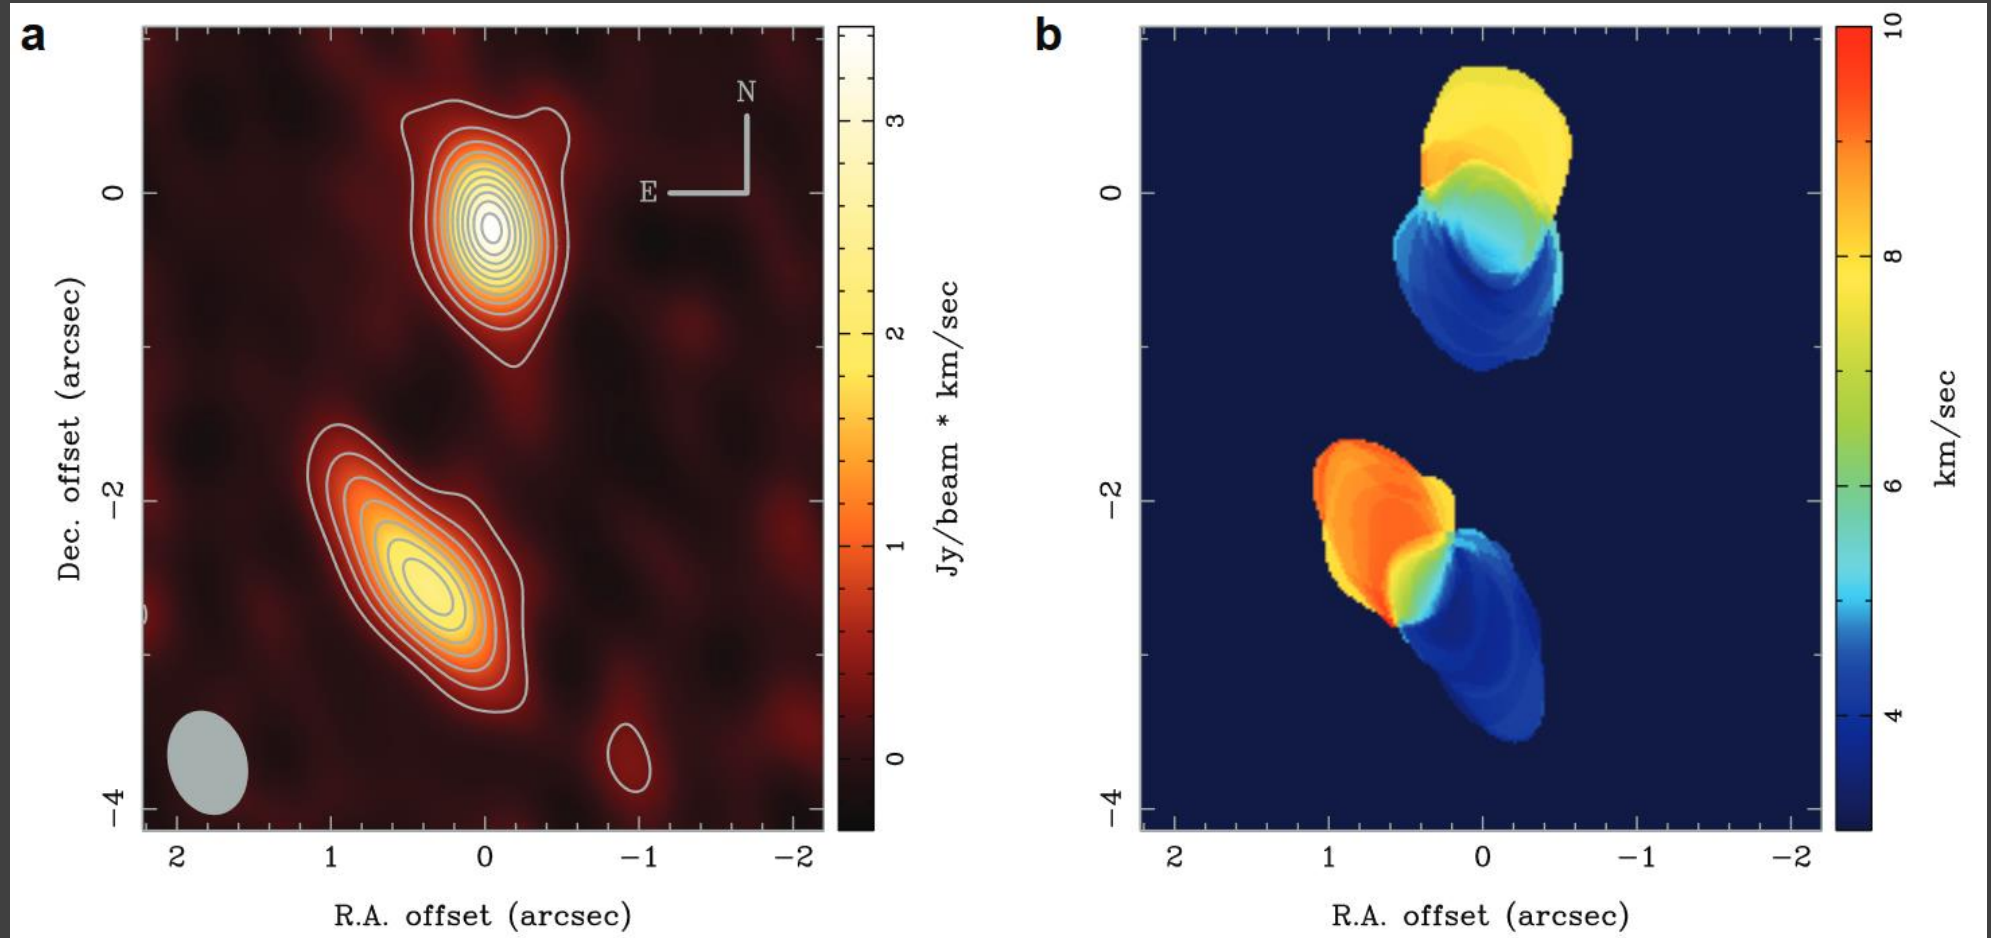 a
N
E
0
−2
−4
Dec. offset (arcsec)
2 1 0 −1 −2
R.A. offset (arcsec)
3
2
1
0
Jy/beam * km/sec
b
0
−2
−4
2 1 0 −1 −2
R.A. offset (arcsec)
10
8
6
4
km/sec